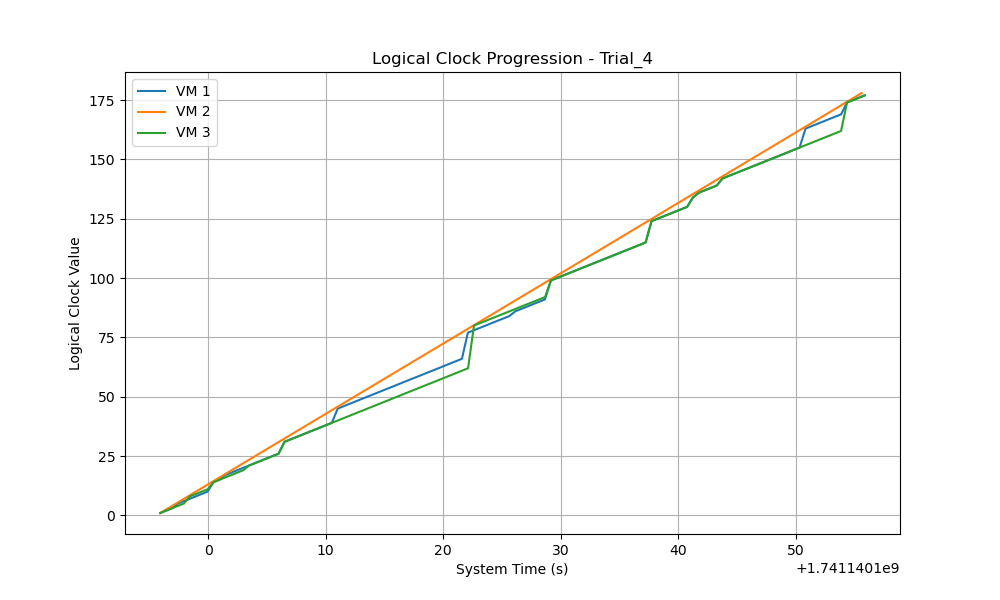 Logical Clock Progression - Trial_4
VM 1
VM 2
VM 3
175
150
125
100
75
50
25
0
Logical Clock Value
0 10 20 30 40 50
System Time (s)
+1.7411401e9